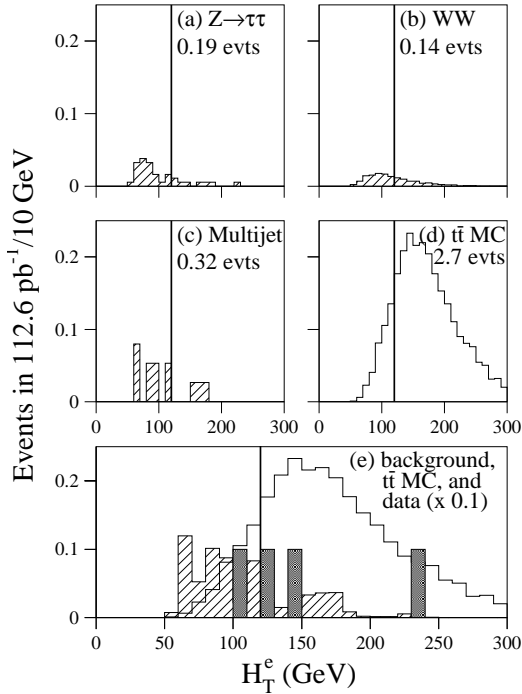 (a) Z→ττ
0.19 evts
(b) WW
0.14 evts
0.2
0.1
0
(c) Multijet
0.32 evts
(d) tt̄ MC
2.7 evts
0.2
0.1
0
0 100 200 300
0 100 200 300
(e) background,
tt̄ MC, and
data (x 0.1)
0.2
0.1
0
0 50 100 150 200 250 300
H_T^e (GeV)
Events in 112.6 pb⁻¹/10 GeV